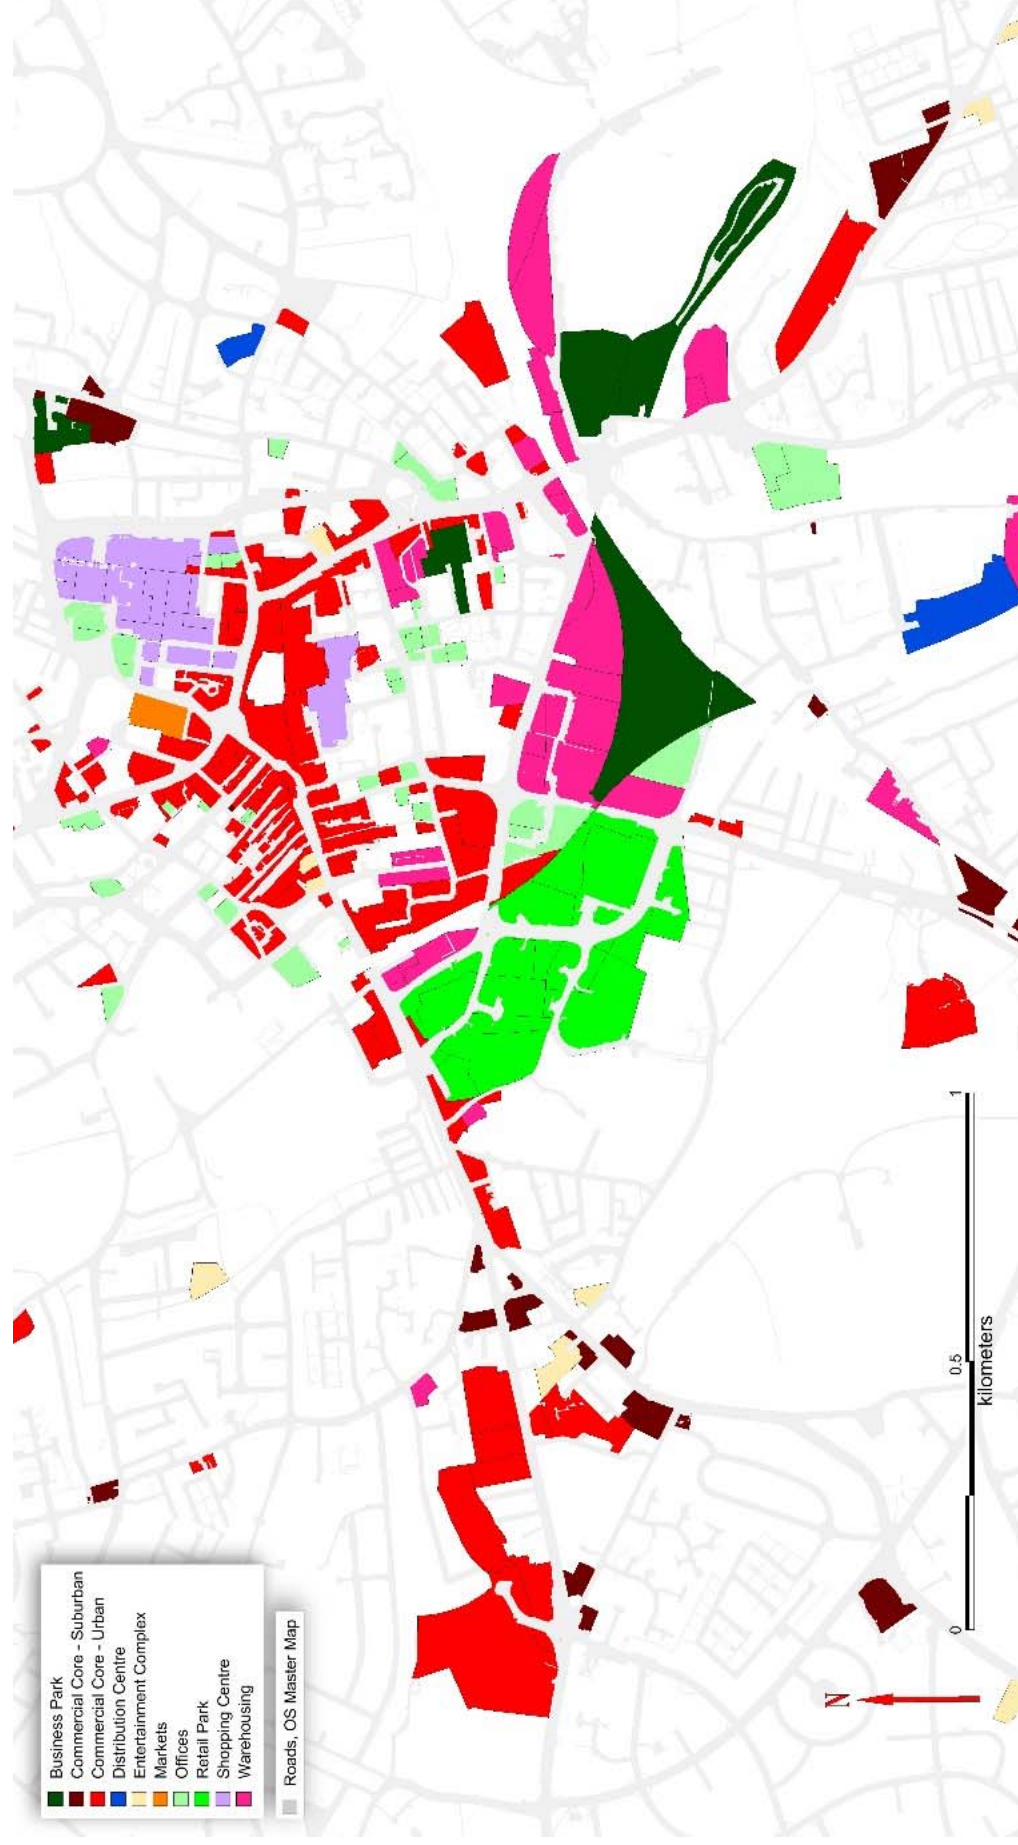 Business Park
Commercial Core - Suburban
Commercial Core - Urban
Distribution Centre
Entertainment Complex
Markets
Offices
Retail Park
Shopping Centre
Warehousing
Roads, OS Master Map
N
0 0.5 1
kilometers